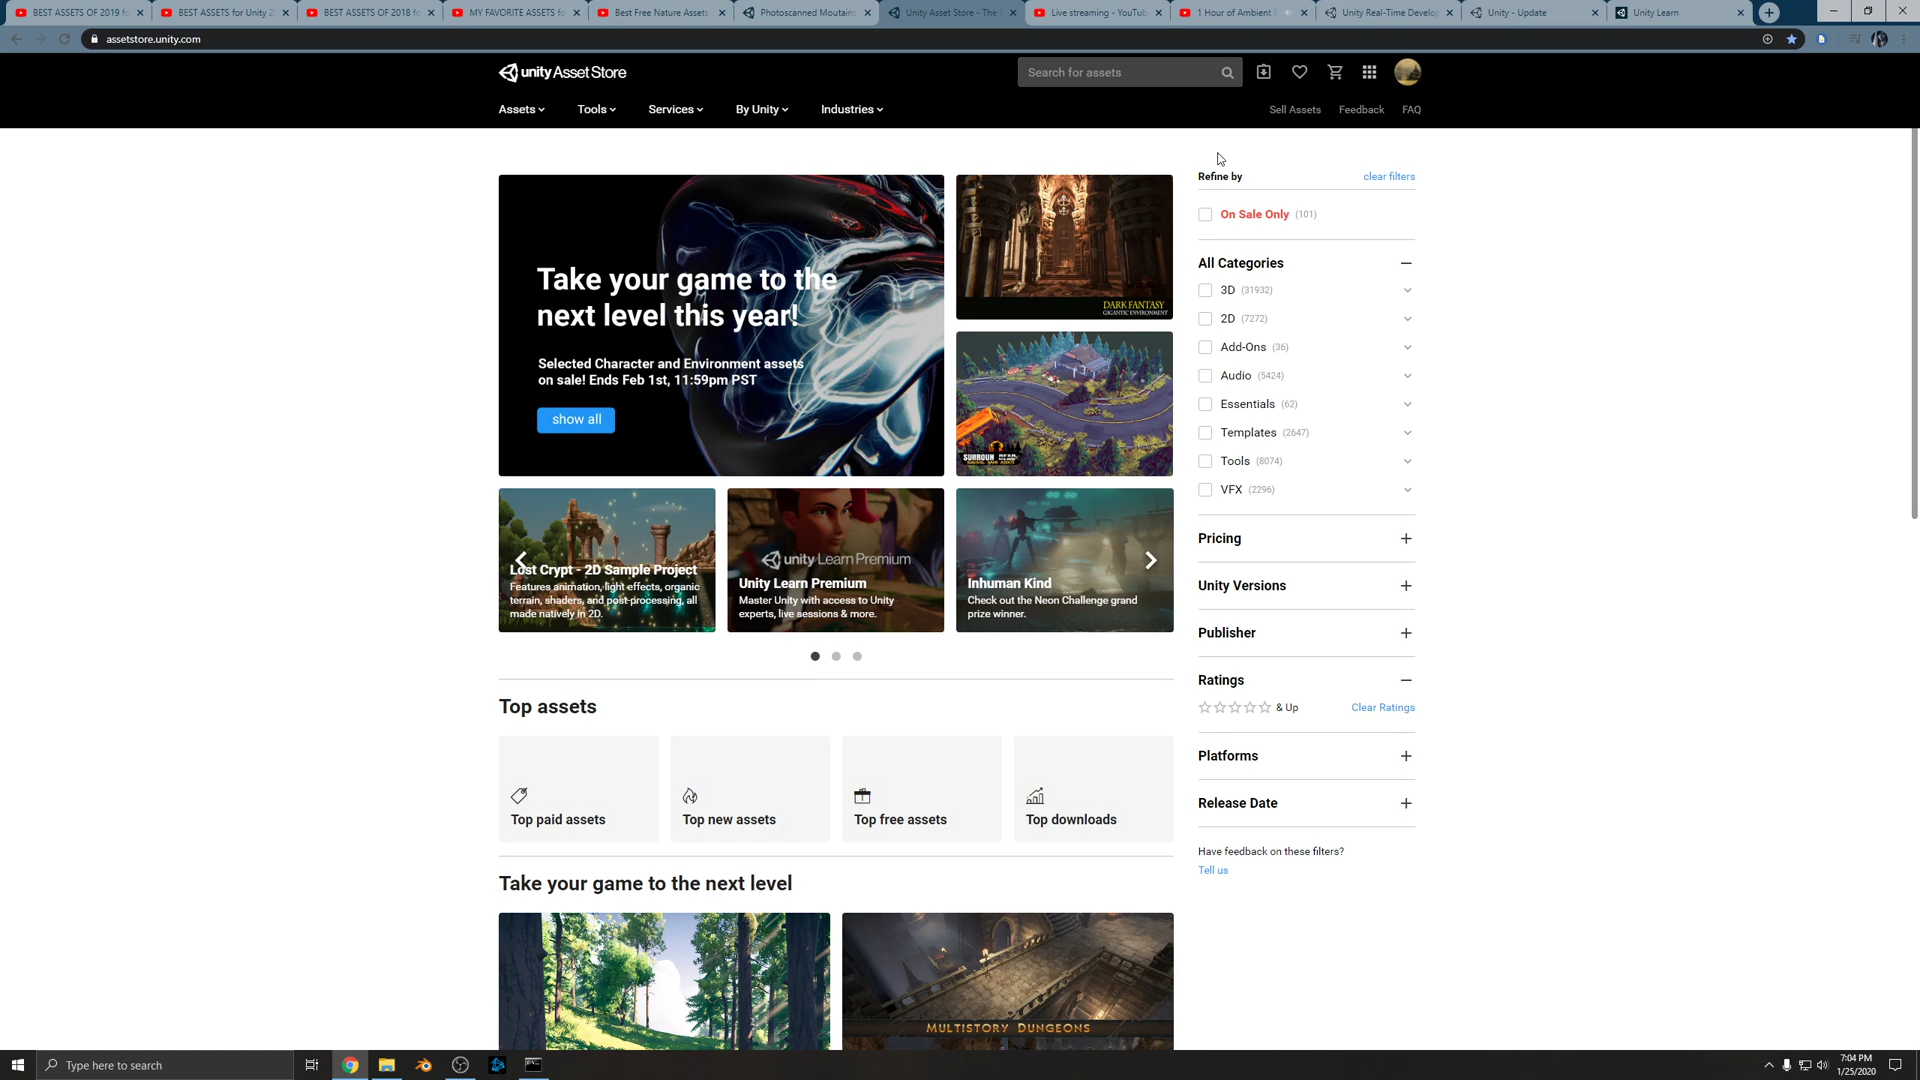 BEST ASSETS OF 2019 fo
BEST ASSETS for Unity 2
BEST ASSETS OF 2018 fo
MY FAVORITE ASSETS fo
Best Free Nature Assets
Photoscanned Moutains
Unity Asset Store - The
Live streaming - YouTub
1 Hour of Ambient
Unity Real-Time Develop
Unity - Update
Unity Learn
assetstore.unity.com
unity Asset Store
Search for assets
Assets Tools Services By Unity Industries
Sell Assets Feedback FAQ
Take your game to the
next level this year!
Selected Character and Environment assets
on sale! Ends Feb 1st, 11:59pm PST
show all
DARK FANTASY
GIGANTIC ENVIRONMENT
SURROUN DEAD
Lost Crypt - 2D Sample Project
Features animation, light effects, organic
terrain, shaders, and post-processing, all
made natively in 2D.
unity Learn Premium
Unity Learn Premium
Master Unity with access to Unity
experts, live sessions & more.
Inhuman Kind
Check out the Neon Challenge grand
prize winner.
Top assets
Top paid assets
Top new assets
Top free assets
Top downloads
Take your game to the next level
MULTISTORY DUNGEONS
Refine by clear filters
On Sale Only (101)
All Categories
3D (31932)
2D (7272)
Add-Ons (36)
Audio (5424)
Essentials (62)
Templates (2647)
Tools (8074)
VFX (2296)
Pricing
Unity Versions
Publisher
Ratings
& Up Clear Ratings
Platforms
Release Date
Have feedback on these filters?
Tell us
Type here to search
7:04 PM
1/25/2020